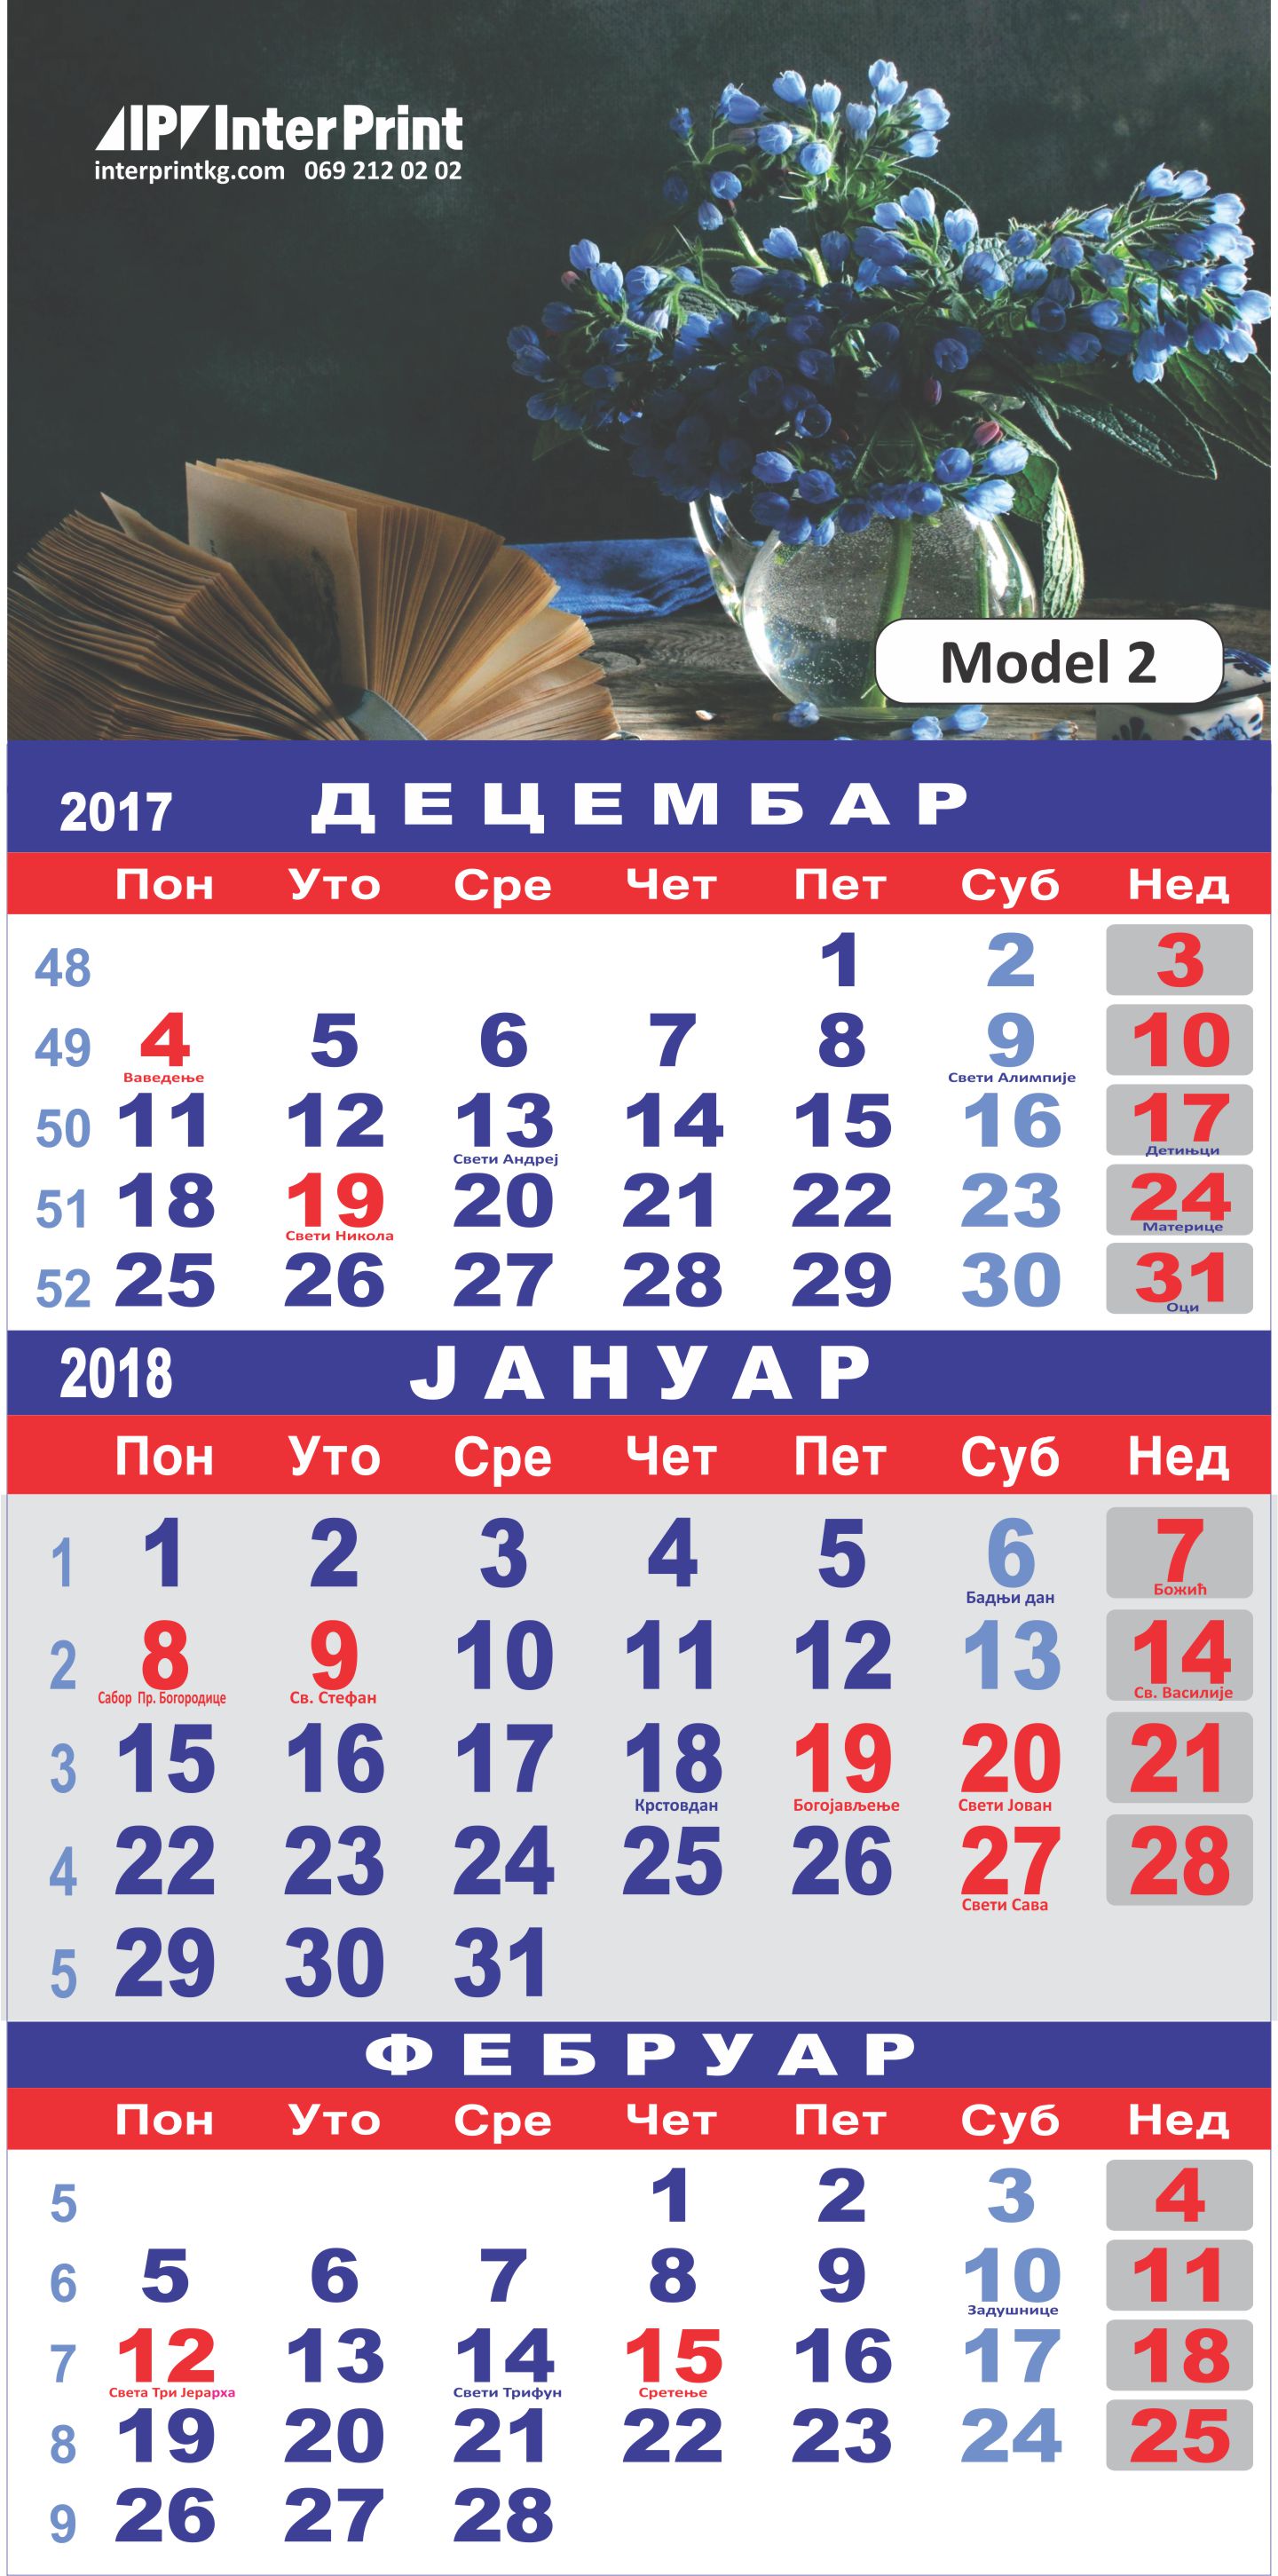 InterPrint
interprintkg.com 069 212 02 02
Model 2
2017 ДЕЦЕМБАР
Пон Уто Сре Чет Пет Суб Нед
48 1 2 3
49 4 5 6 7 8 9 10
Ваведење Свети Алимпије
50 11 12 13 14 15 16 17
Свети Андреј Детињци
51 18 19 20 21 22 23 24
Свети Никола Материце
52 25 26 27 28 29 30 31
Оци
2018 ЈАНУАР
Пон Уто Сре Чет Пет Суб Нед
1 1 2 3 4 5 6 7
Бадњи дан Божић
2 8 9 10 11 12 13 14
Сабор Пр. Богородице Св. Стефан Св. Василије
3 15 16 17 18 19 20 21
Крстовдан Богојављење Свети Јован
4 22 23 24 25 26 27 28
Свети Сава
5 29 30 31
ФЕБРУАР
Пон Уто Сре Чет Пет Суб Нед
5 1 2 3 4
6 5 6 7 8 9 10 11
Задушнице
7 12 13 14 15 16 17 18
Света Три Јерарха Свети Трифун Сретење
8 19 20 21 22 23 24 25
9 26 27 28